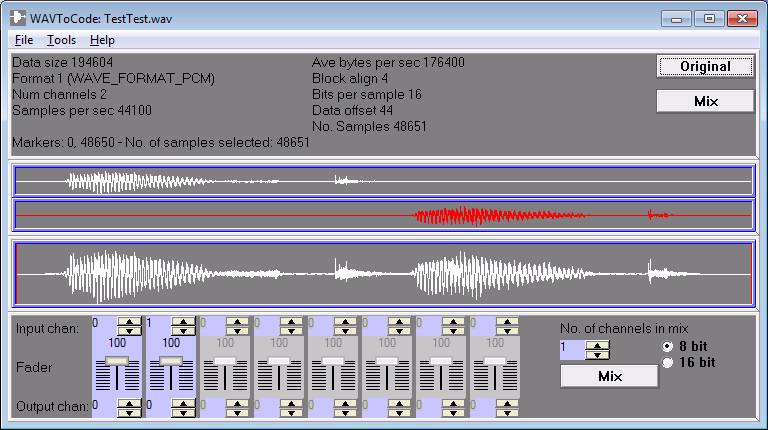 WAVToCode: TestTest.wav
File Tools Help
Data size 194604 Ave bytes per sec 176400
Format 1 (WAVE_FORMAT_PCM) Block align 4
Num channels 2 Bits per sample 16
Samples per sec 44100 Data offset 44
No. Samples 48651
Markers: 0, 48650 - No. of samples selected: 48651
Original
Mix
Input chan: 0 1 0 0 0 0 0 0
100 100 100 100 100 100 100 100
Fader
Output chan: 0 0 0 0 0 0 0 0
No. of channels in mix
1
8 bit
16 bit
Mix